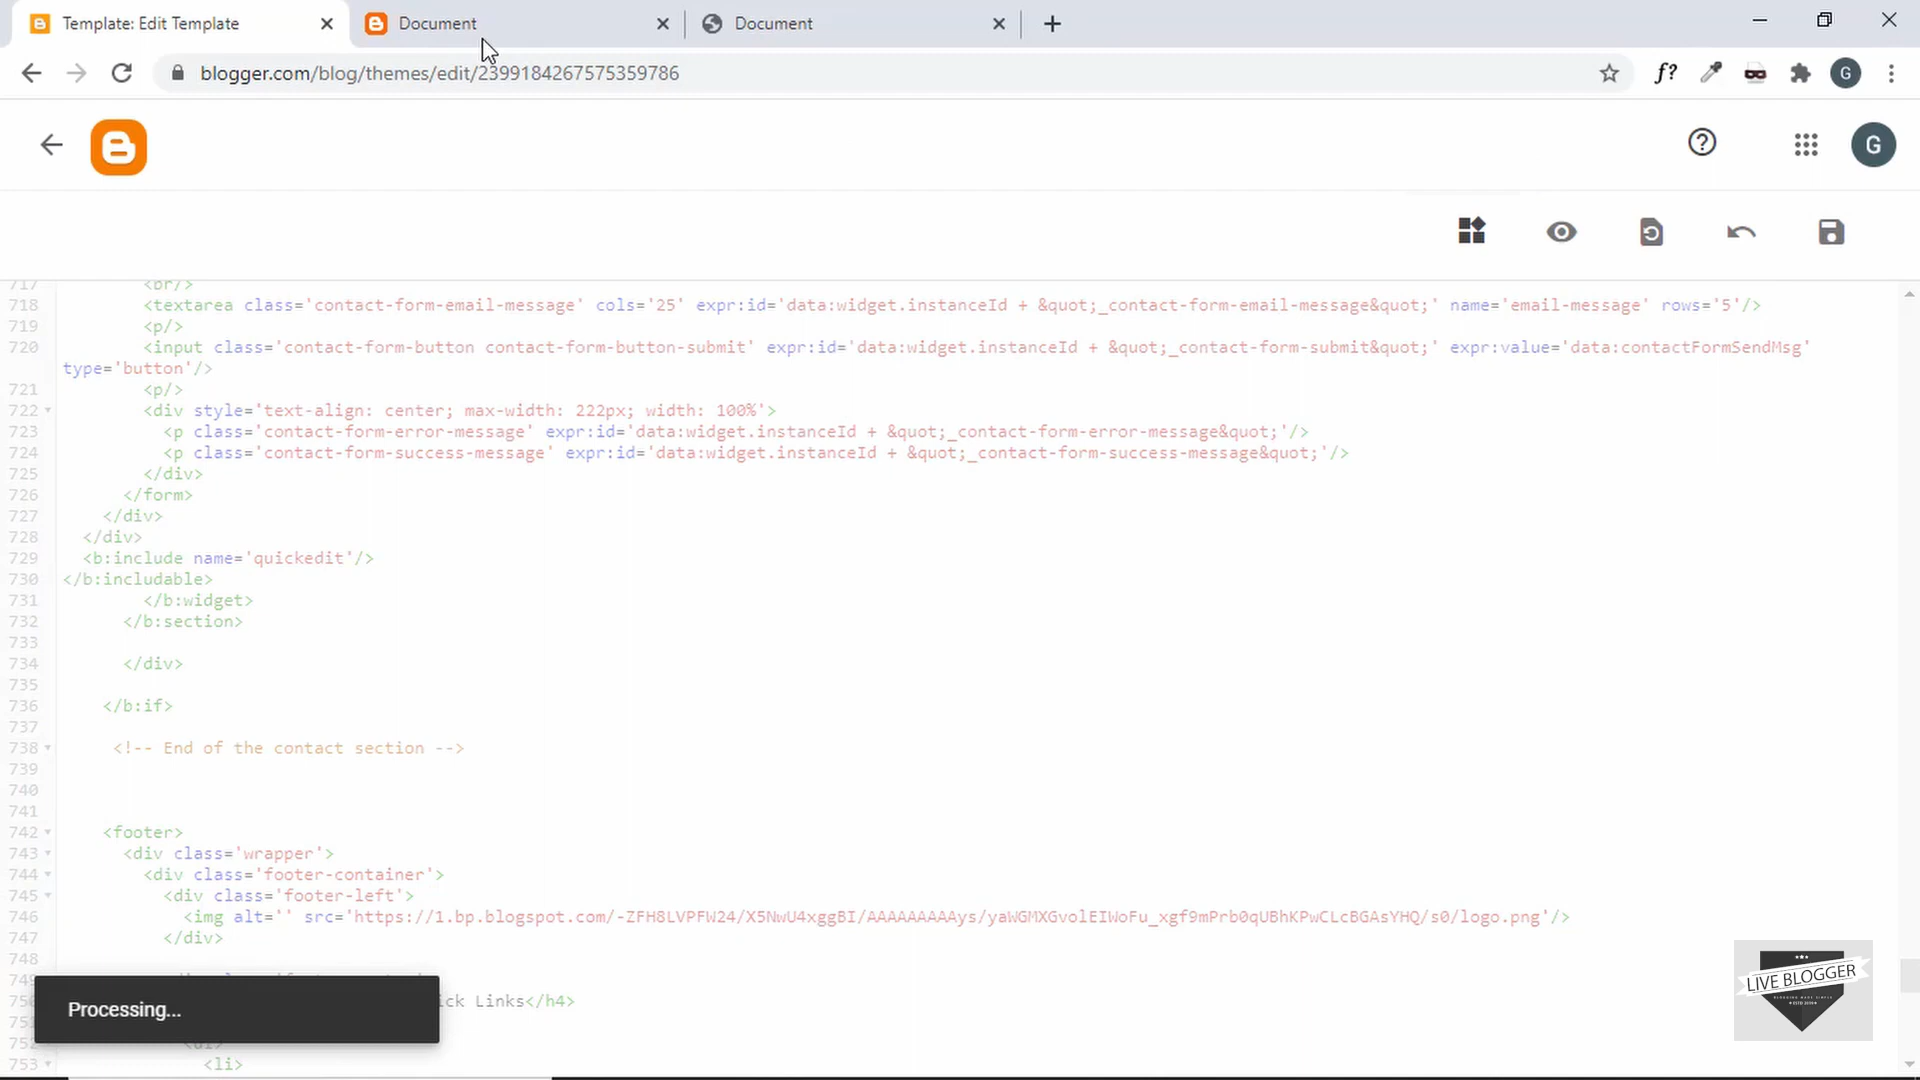 Template: Edit Template
Document
Document
blogger.com/blog/themes/edit/2399184267575359786
f?
G
G
717 <br/>
718 <textarea class='contact-form-email-message' cols='25' expr:id='data:widget.instanceId + &quot;_contact-form-email-message&quot;' name='email-message' rows='5'/>
719 <p/>
720 <input class='contact-form-button contact-form-button-submit' expr:id='data:widget.instanceId + &quot;_contact-form-submit&quot;' expr:value='data:contactFormSendMsg'
type='button'/>
721 <p/>
722 <div style='text-align: center; max-width: 222px; width: 100%'>
723 <p class='contact-form-error-message' expr:id='data:widget.instanceId + &quot;_contact-form-error-message&quot;'/>
724 <p class='contact-form-success-message' expr:id='data:widget.instanceId + &quot;_contact-form-success-message&quot;'/>
725 </div>
726 </form>
727 </div>
728 </div>
729 <b:include name='quickedit'/>
730 </b:includable>
731 </b:widget>
732 </b:section>
733
734 </div>
735
736 </b:if>
737
738 <!-- End of the contact section -->
739
740
741
742 <footer>
743 <div class='wrapper'>
744 <div class='footer-container'>
745 <div class='footer-left'>
746 <img alt='' src='https://1.bp.blogspot.com/-ZFH8LVPFW24/X5NwU4xggBI/AAAAAAAAAys/yaWGMXGvolEIWoFu_xgf9mPrb0qUBhKPwCLcBGAsYHQ/s0/logo.png'/>
747 </div>
748
ick Links</h4>
Processing...
753 <li>
LIVE BLOGGER